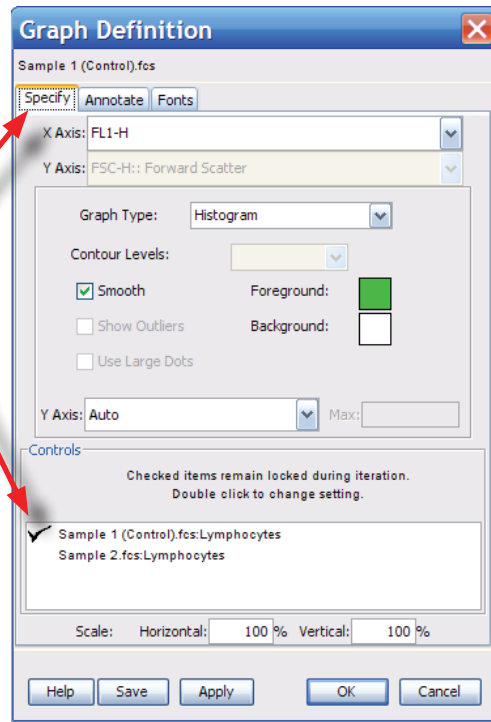 Graph Definition
Sample 1 (Control).fcs
Specify Annotate Fonts
X Axis: FL1-H
Y Axis: FSC-H:: Forward Scatter
Graph Type: Histogram
Contour Levels:
Smooth Foreground:
Show Outliers Background:
Use Large Dots
Y Axis: Auto Max:
Controls
Checked items remain locked during iteration.
Double click to change setting.
Sample 1 (Control).fcs:Lymphocytes
Sample 2.fcs:Lymphocytes
Scale: Horizontal: 100 % Vertical: 100 %
Help Save Apply OK Cancel